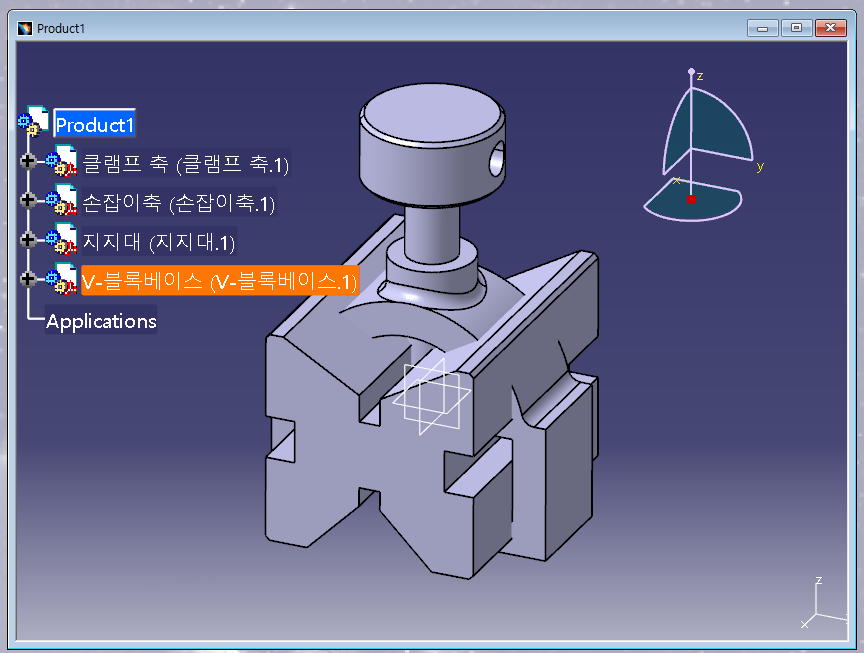 Product1
Product1
클램프 축 (클램프 축.1)
손잡이축 (손잡이축.1)
지지대 (지지대.1)
V-블록베이스 (V-블록베이스.1)
Applications
z
y
x
z
x